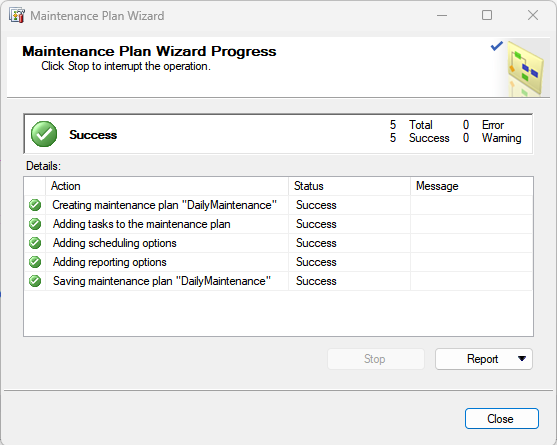 Maintenance Plan Wizard
Maintenance Plan Wizard Progress
Click Stop to interrupt the operation.
Success
5 Total 0 Error
5 Success 0 Warning
Details:
Action Status Message
Creating maintenance plan "DailyMaintenance" Success
Adding tasks to the maintenance plan Success
Adding scheduling options Success
Adding reporting options Success
Saving maintenance plan "DailyMaintenance" Success
Stop Report
Close